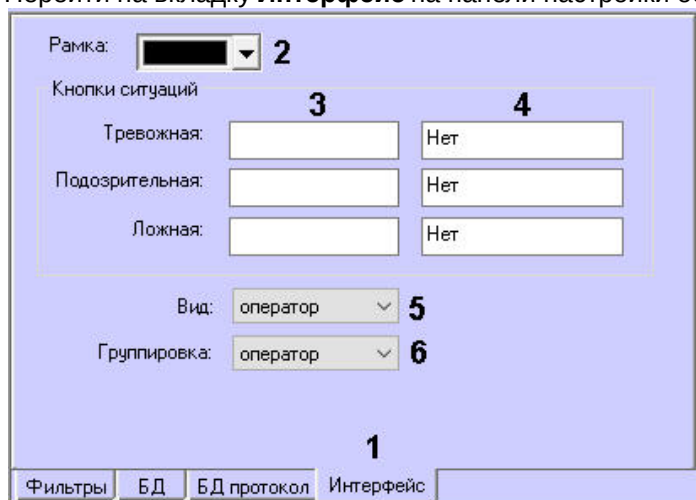 Перейти на вкладку Интерфейс на панели настройки
Рамка: 2
Кнопки ситуаций
3 4
Тревожная: Нет
Подозрительная: Нет
Ложная: Нет
Вид: оператор 5
Группировка: оператор 6
1
Фильтры БД БД протокол Интерфейс